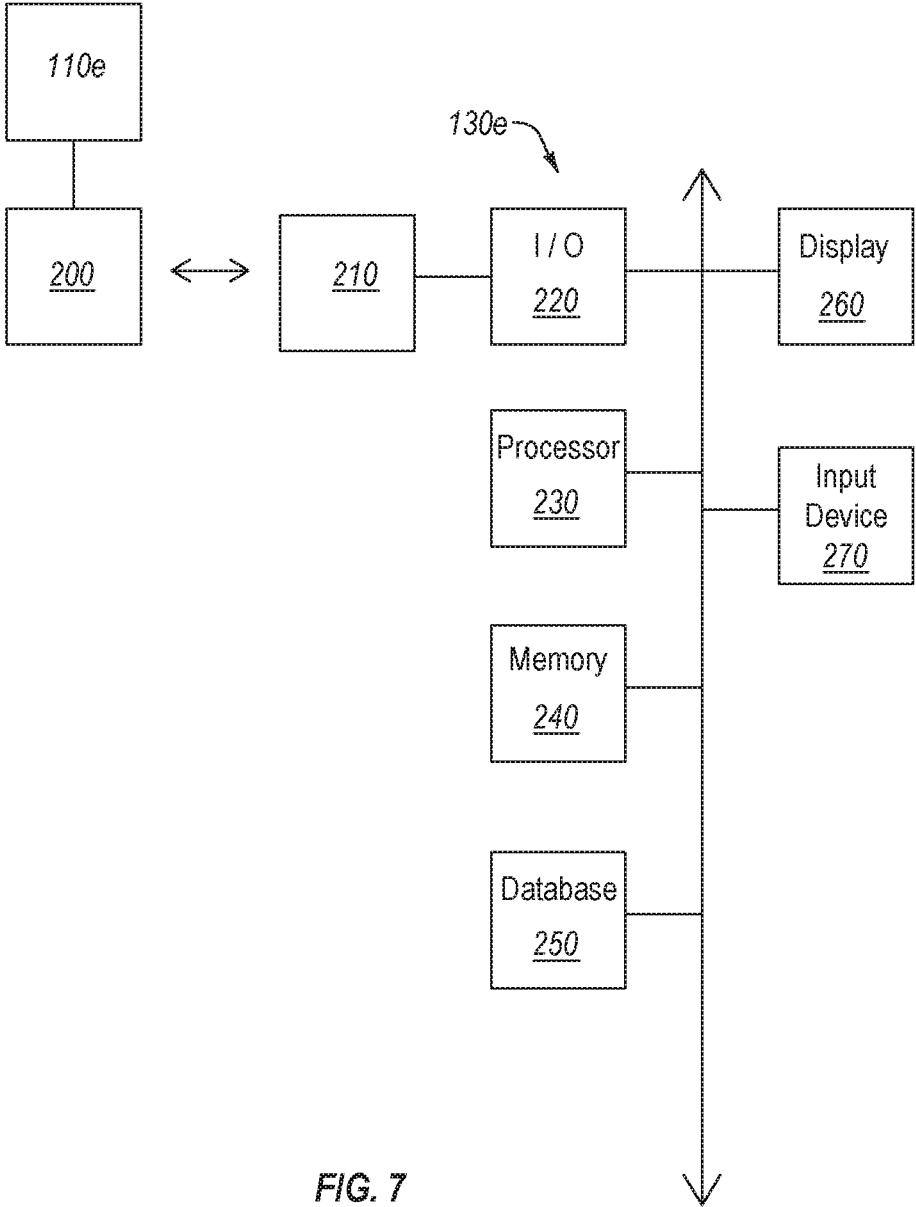 110e
130e
200
210
I / O
220
Display
260
Processor
230
Input
Device
270
Memory
240
Database
250
FIG. 7